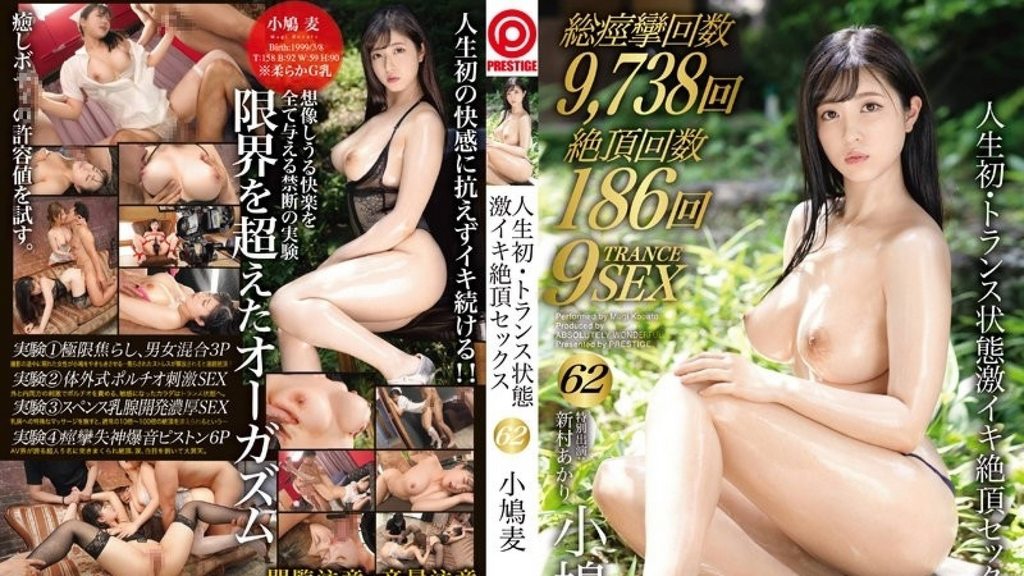 人生初の快感に抗えずイキ続ける!!
小鳩 麦
Mugi Kobato
Birth:1999/3/8
T:158 B:92 W:59 H:90
※柔らかG乳
想像しうる快楽を
全て与える禁断の実験
限界を超えたオーガズム
の許容値を試す。
実験①極限焦らし、男女混合3P
実験②体外式ポルチオ刺激SEX
実験③スペンス乳腺開発濃厚SEX
実験④痙攣失神爆音ピストン6P
PRESTIGE
人生初・トランス状態
激イキ絶頂セックス
62
小鳩麦
総痙攣回数
9,738回
絶頂回数
186回
9TRANCE
SEX
Performed by Mugi Kobato
Produced by
ABSOLUTELY WONDERFUL
Presented by PRESTIGE
62
特別出演
新村あかり
人生初・トランス状態激イキ絶頂セック